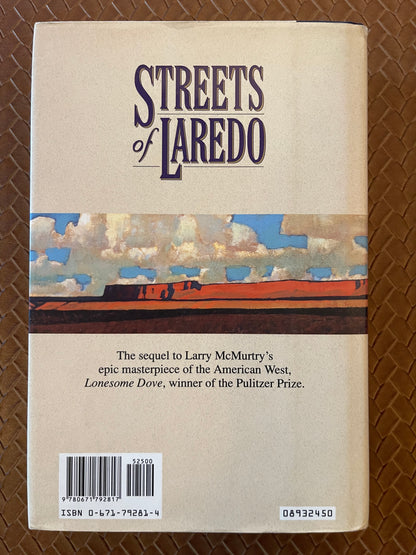 STREETS
of LAREDO
The sequel to Larry McMurtry's
epic masterpiece of the American West,
Lonesome Dove, winner of the Pulitzer Prize.
52500
9 780671 792817
ISBN 0-671-79281-4
08932450